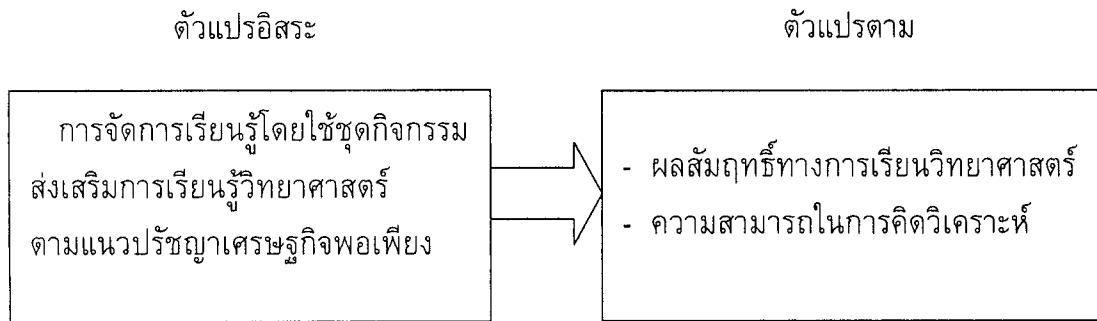 ตัวแปรอิสระ
ตัวแปรตาม
การจัดการเรียนรู้โดยใช้ชุดกิจกรรม
ส่งเสริมการเรียนรู้วิทยาศาสตร์
ตามแนวปรัชญาเศรษฐกิจพอเพียง
- ผลสัมฤทธิ์ทางการเรียนวิทยาศาสตร์
- ความสามารถในการคิดวิเคราะห์